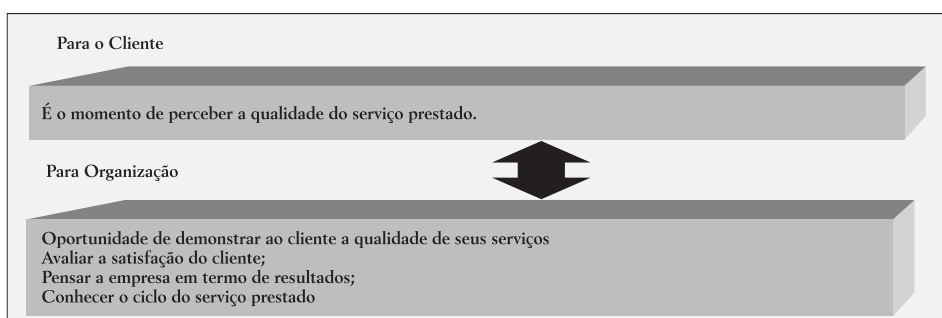 Para o Cliente
É o momento de perceber a qualidade do serviço prestado.
Para Organização
Oportunidade de demonstrar ao cliente a qualidade de seus serviços
Avaliar a satisfação do cliente;
Pensar a empresa em termo de resultados;
Conhecer o ciclo do serviço prestado